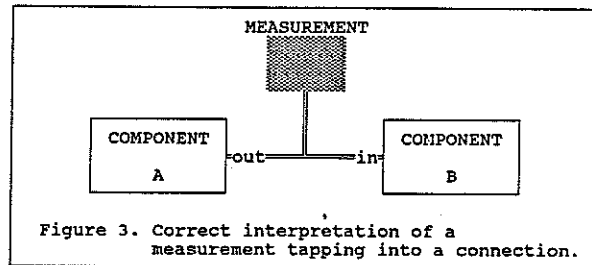 MEASUREMENT
COMPONENT
A
out
in
COMPONENT
B
Figure 3. Correct interpretation of a
measurement tapping into a connection.